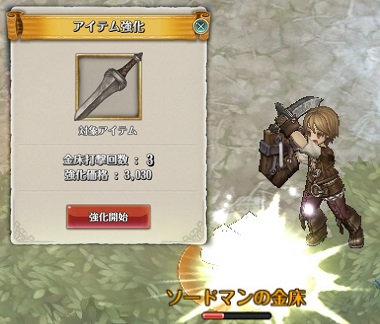 アイテム強化
対象アイテム
金床打撃回数 : 3
強化価格 : 3,030
強化開始
ソードマンの金床